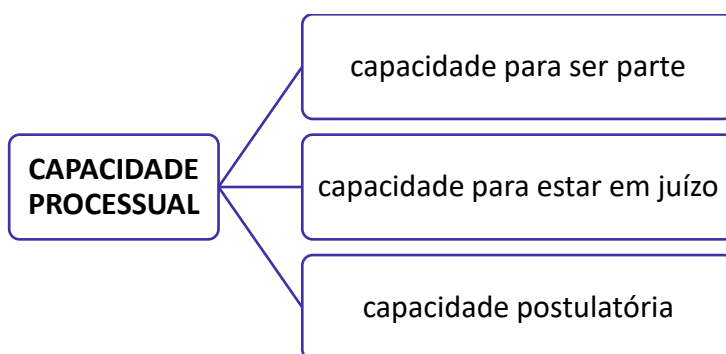 capacidade para ser parte
CAPACIDADE
PROCESSUAL
capacidade para estar em juízo
capacidade postulatória